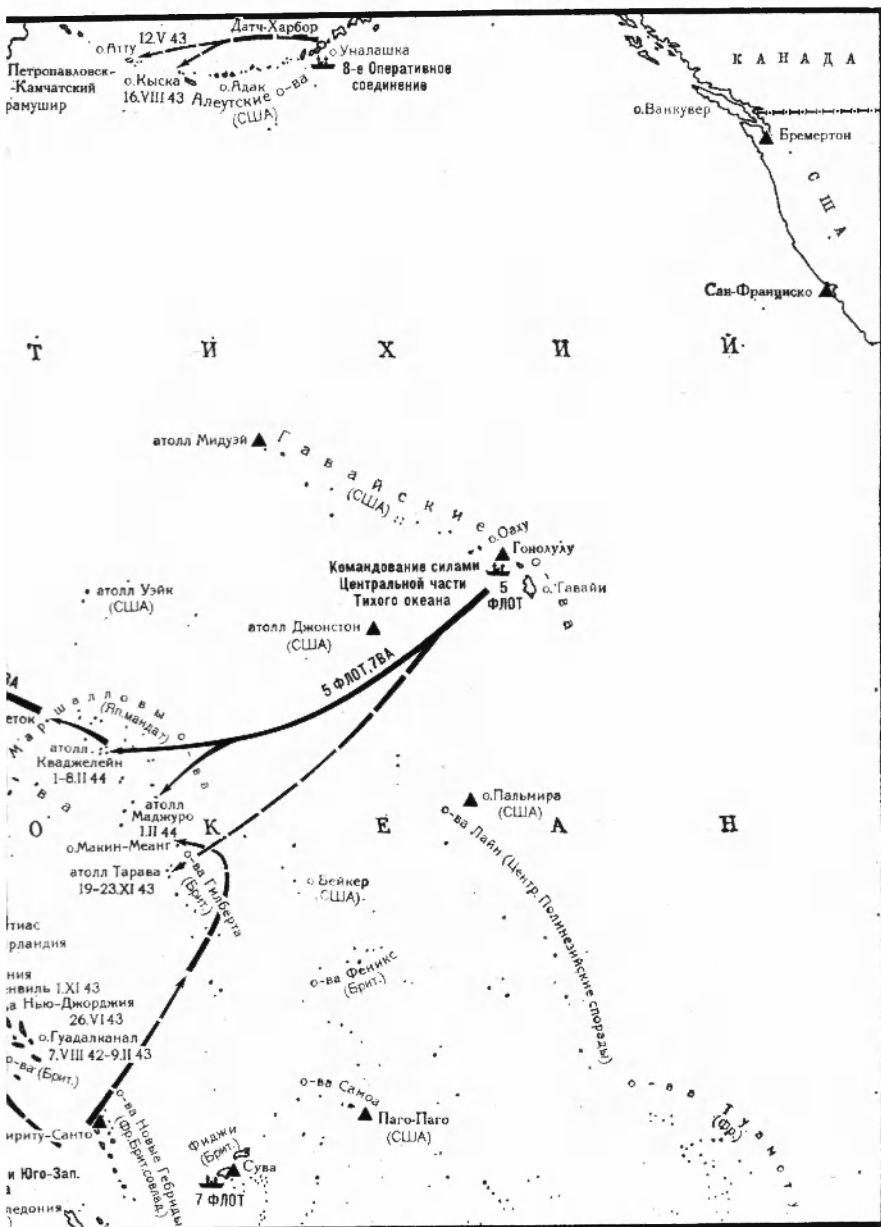 Датч-Харбор
12.V 43
о.Атту
о.Уналашка
8-е Оперативное
соединение
Петропавловск-
-Камчатский
рамушир
о.Кыска
16.VIII 43
о.Адак
Алеутские о-ва
(США)
КАНАДА
о.Ванкувер
Бремертон
США
Сан-Франциско
Т И Х И Й
атолл Мидуэй
Гавайские
(США)
о.Оаху
Гонолулу
Командование силами
Центральной части
Тихого океана
5
ФЛОТ
о.Гавайи
о-ва
атолл Уэйк
(США)
атолл Джонстон
(США)
5 ФЛОТ, 7ВА
ВА
Маршалловы о-ва
(Яп.мандат)
еток
атолл
Кваджелейн
1-8.II 44
атолл
Маджуро
1.II 44
О К Е А Н
о.Пальмира
(США)
о-ва Лайн (Центр. Полинезийские спорады)
о.Макин-Меанг
атолл Тарава
19-23.XI 43
о-ва Гилберта
(Брит.)
о.Бейкер
(США)
тиас
рландия
ния
нвиль 1.XI 43
а Нью-Джорджия
26.VI 43
о.Гуадалканал
7.VIII 42-9.II 43
р-ва (Брит.)
о-ва Феникс
(Брит.)
о-ва Самоа
Паго-Паго
(США)
о-ва Туамоту
(Фр.)
ириту-Санто
о-ва Новые Гебриды
(Фр.Брит.совлад.)
Фиджи
(Брит.)
Сува
7 ФЛОТ
и Юго-Зап.
а
ледония